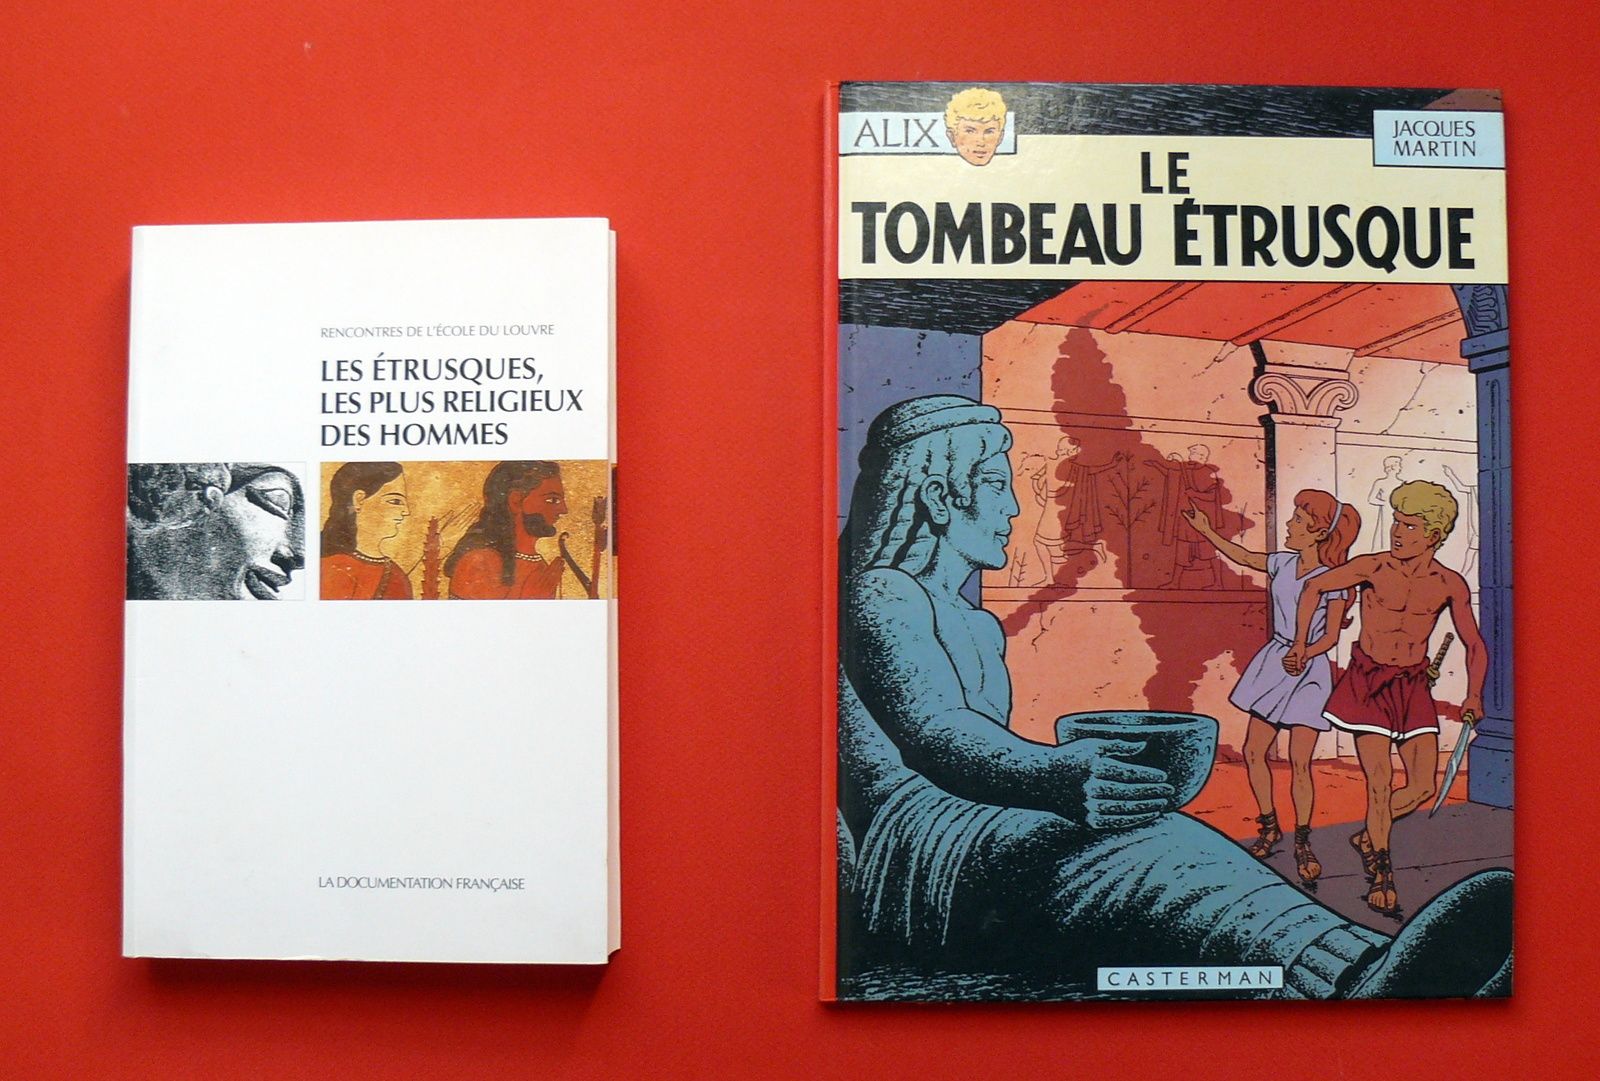 RENCONTRES DE L'ÉCOLE DU LOUVRE
LES ÉTRUSQUES,
LES PLUS RELIGIEUX
DES HOMMES
LA DOCUMENTATION FRANÇAISE
ALIX
JACQUES
MARTIN
LE
TOMBEAU ÉTRUSQUE
CASTERMAN